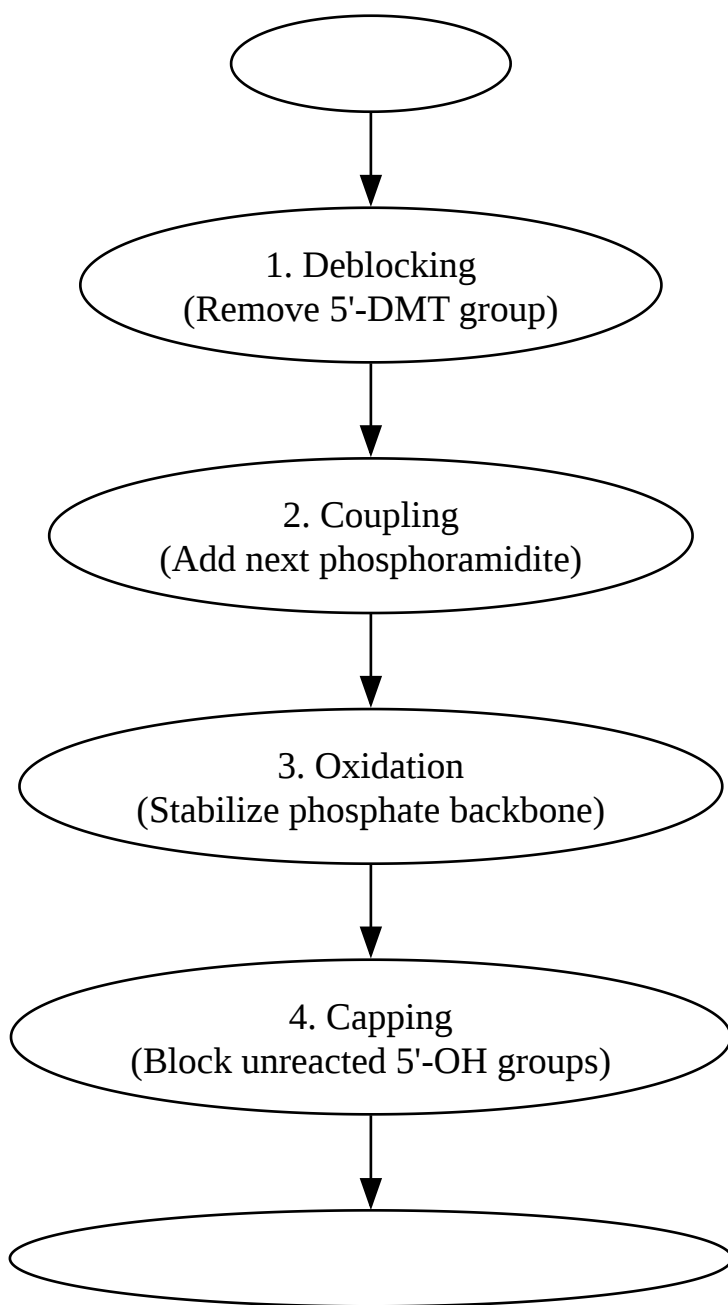 1. Deblocking
(Remove 5'-DMT group)
2. Coupling
(Add next phosphoramidite)
3. Oxidation
(Stabilize phosphate backbone)
4. Capping
(Block unreacted 5'-OH groups)